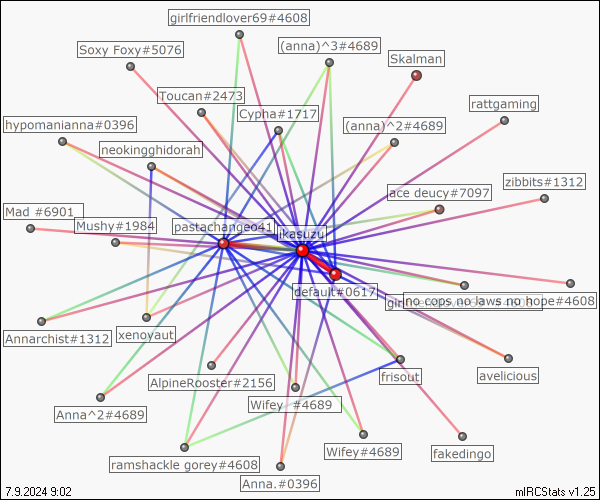 girlfriendlover69#4608
(anna)^3#4689
Soxy Foxy#5076
Skalman
Toucan#2473
rattgaming
Cypha#1717
hypomanianna#0396
(anna)^2#4689
neokingghidorah
zibbits#1312
ace deucy#7097
Mad #6901
Mushy#1984
pastachangeo41
ikasuzu
default#0617
no cops no laws no hope#4608
Annarchist#1312
xenoyaut
frisout
avelicious
AlpineRooster#2156
Wifey #4689
Anna^2#4689
Wifey#4689
fakedingo
ramshackle gorey#4608
Anna.#0396
7.9.2024 9:02
mIRCStats v1.25